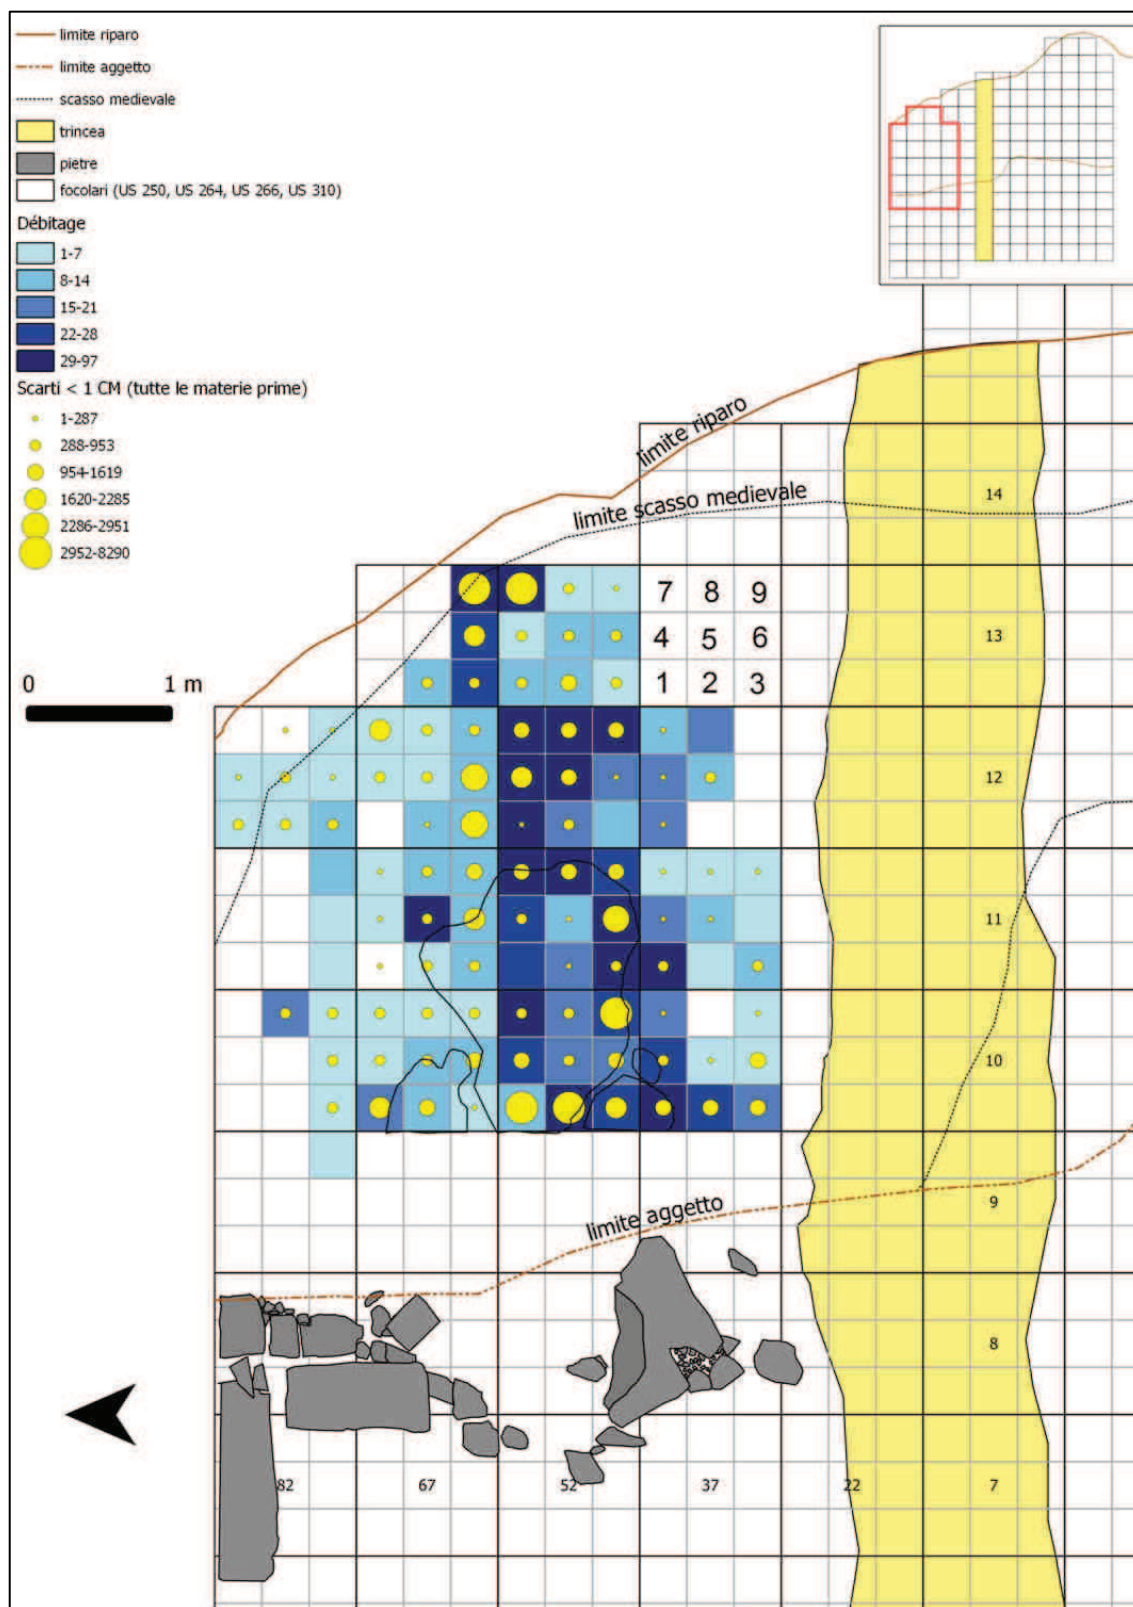 limite riparo
limite aggetto
scasso medievale
trincea
pietre
focolari (US 250, US 264, US 266, US 310)
Débitage
1-7
8-14
15-21
22-28
29-97
Scarti < 1 CM (tutte le materie prime)
1-287
288-953
954-1619
1620-2285
2286-2951
2952-8290
limite riparo
limite scasso medievale
14
7 8 9
4 5 6
1 2 3
13
0 1 m
12
11
10
limite aggetto
9
8
82 67 52 37 22 7